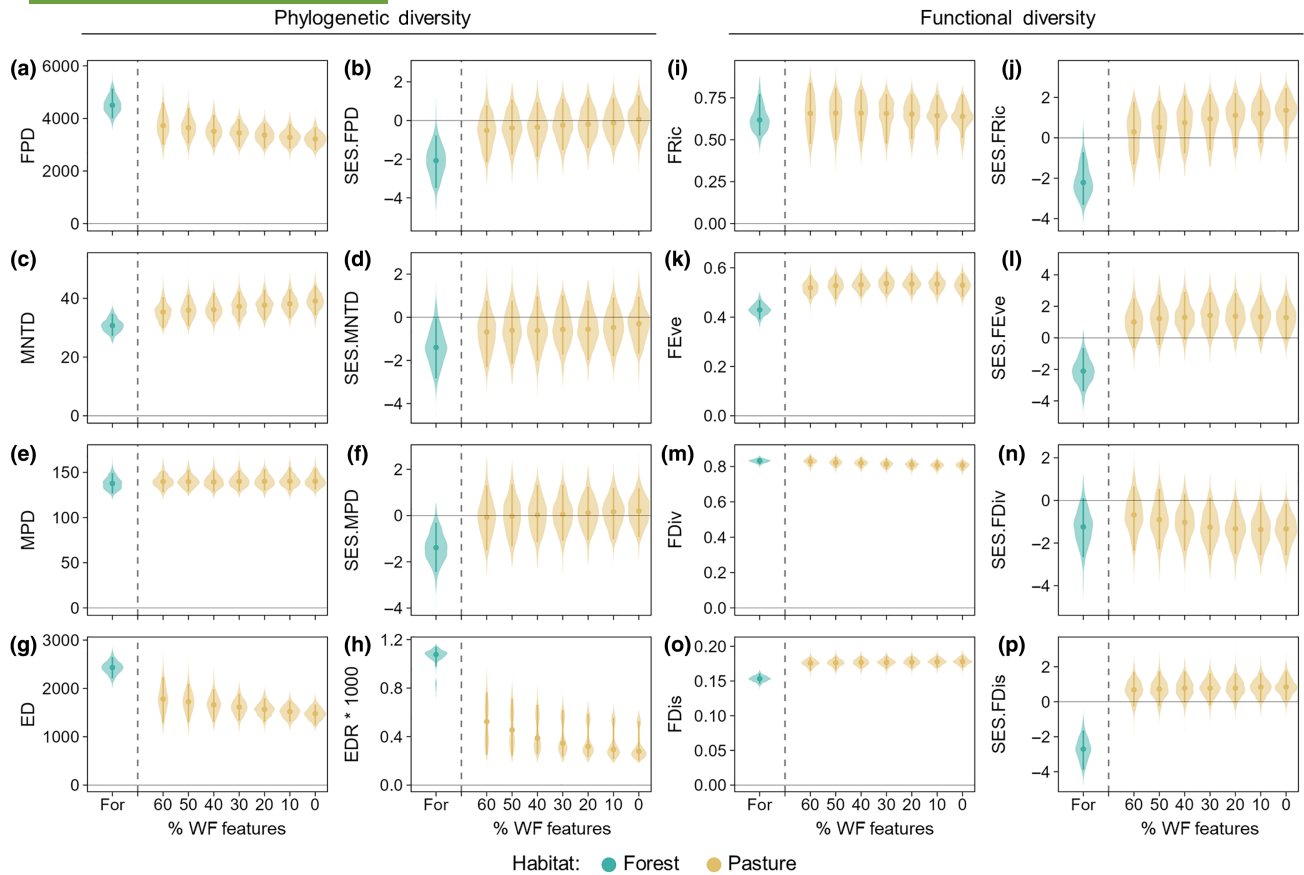 Phylogenetic diversity
Functional diversity
(a)
FPD
6000
4000
2000
0
(b)
SES.FPD
2
0
−2
−4
(i)
FRic
0.75
0.50
0.25
0.00
(j)
SES.FRic
2
0
−2
−4
(c)
MNTD
40
20
0
(d)
SES.MNTD
2
0
−2
−4
(k)
FEve
0.6
0.4
0.2
0.0
(l)
SES.FEve
4
2
0
−2
−4
(e)
MPD
150
100
50
0
(f)
SES.MPD
2
0
−2
−4
(m)
FDiv
0.8
0.6
0.4
0.2
0.0
(n)
SES.FDiv
2
0
−2
−4
(g)
ED
3000
2000
1000
0
(h)
EDR * 1000
1.2
0.8
0.4
0.0
(o)
FDis
0.20
0.15
0.10
0.05
0.00
(p)
SES.FDis
2
0
−2
−4
For 60 50 40 30 20 10 0
% WF features
For 60 50 40 30 20 10 0
% WF features
For 60 50 40 30 20 10 0
% WF features
For 60 50 40 30 20 10 0
% WF features
Habitat: Forest Pasture